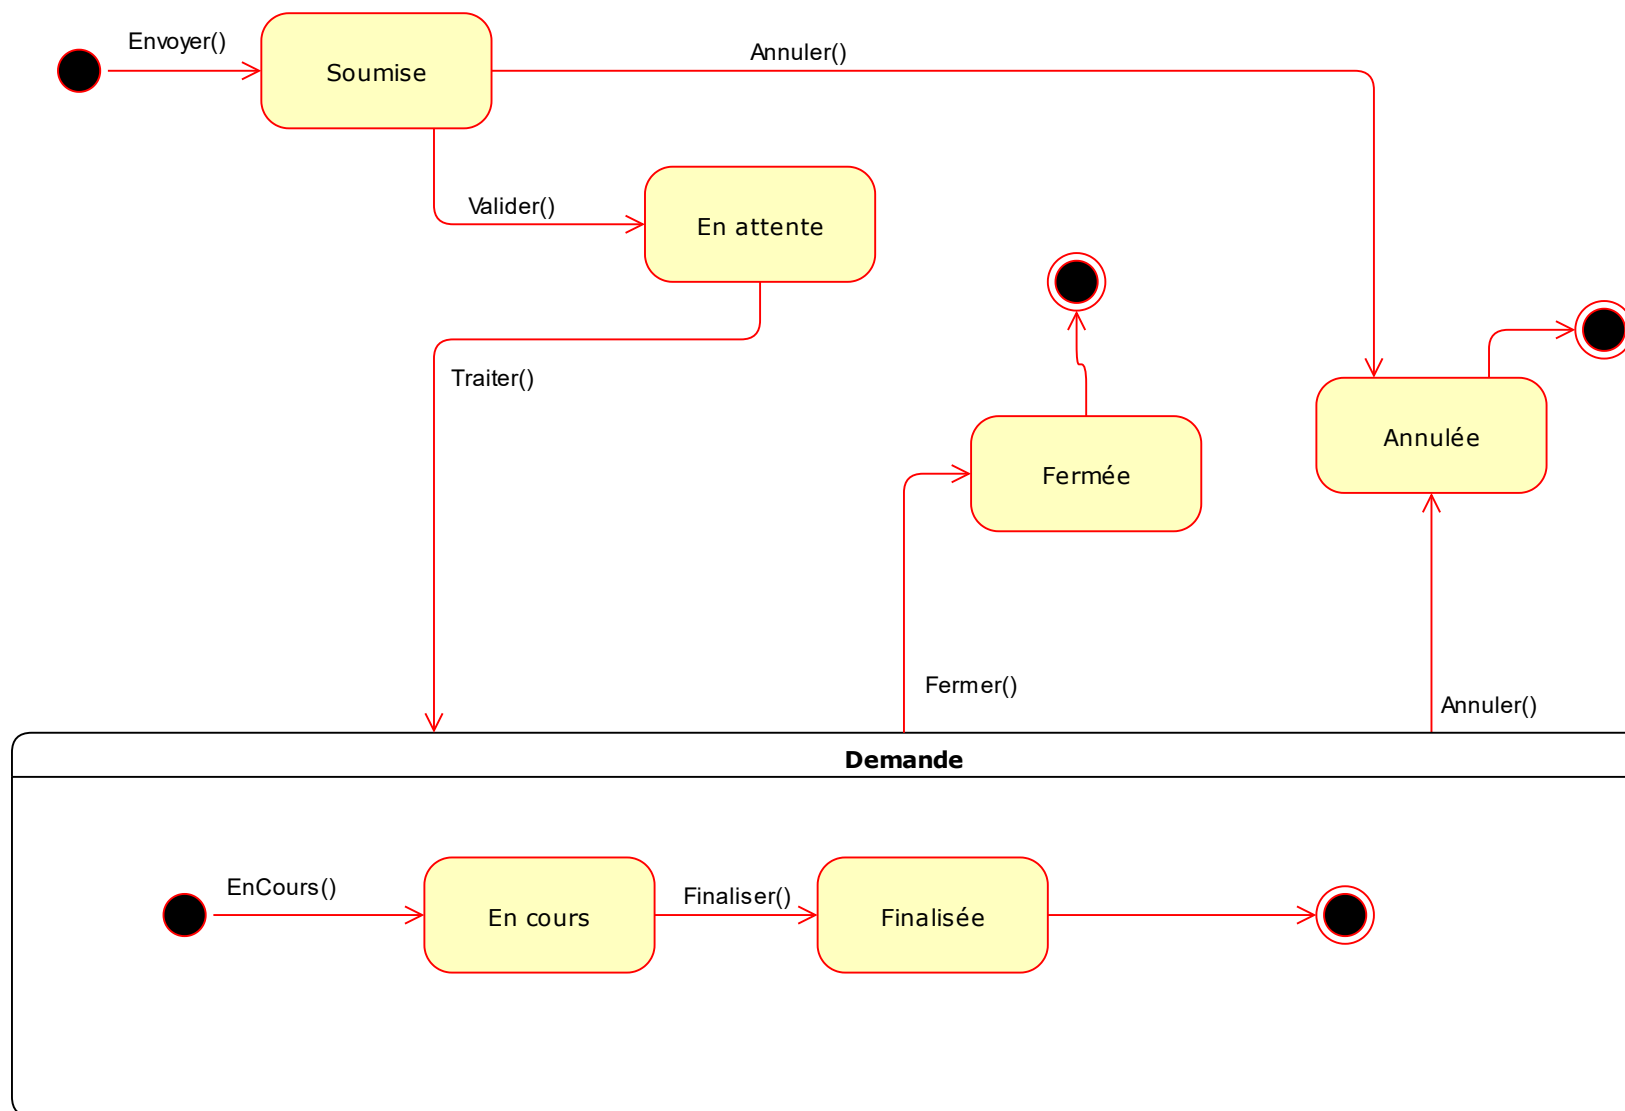 Envoyer()
Soumise
Annuler()
Valider()
En attente
Traiter()
Annulée
Fermée
Fermer()
Annuler()
Demande
EnCours()
En cours
Finaliser()
Finalisée